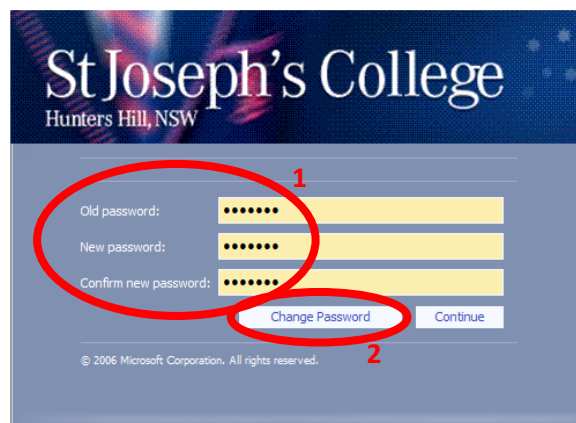 St Joseph's College
Hunters Hill, NSW
1
Old password: •••••••
New password: •••••••
Confirm new password: •••••••
Change Password Continue
2
© 2006 Microsoft Corporation. All rights reserved.